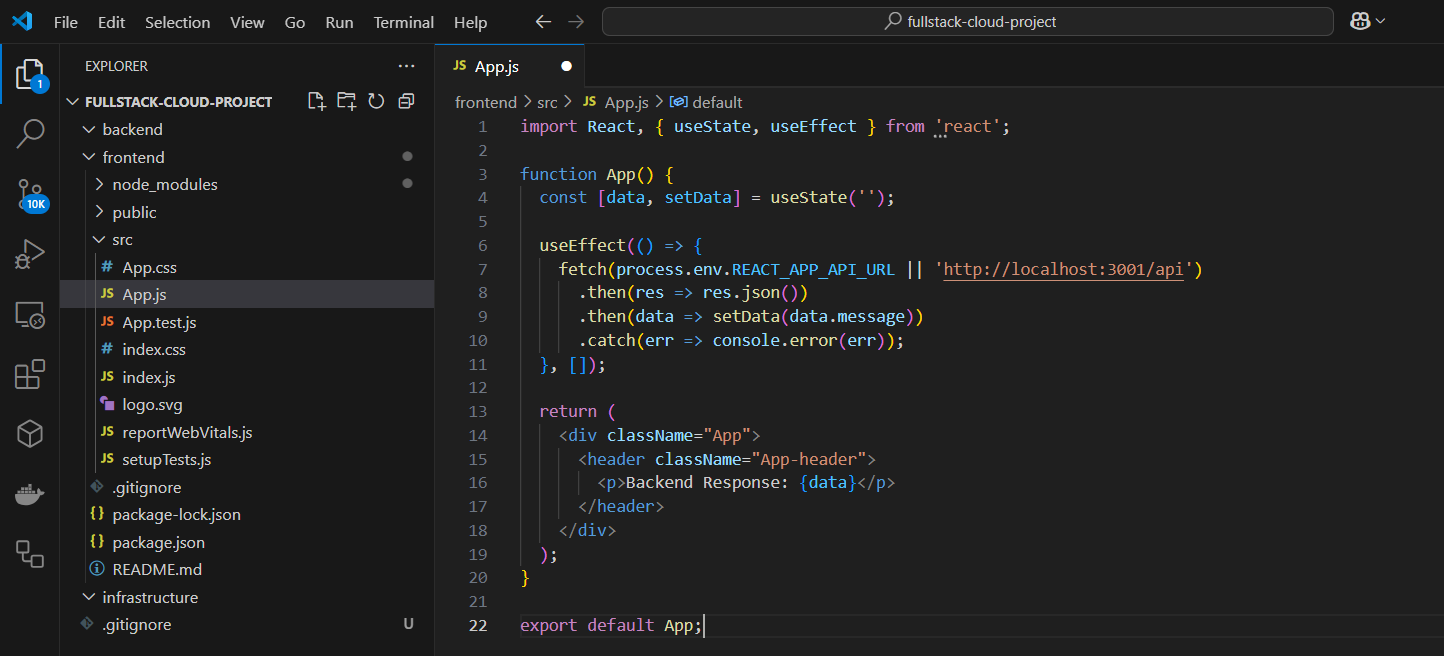 File Edit Selection View Go Run Terminal Help
fullstack-cloud-project
EXPLORER
FULLSTACK-CLOUD-PROJECT
backend
frontend
node_modules
public
src
# App.css
JS App.js
JS App.test.js
# index.css
JS index.js
logo.svg
JS reportWebVitals.js
JS setupTests.js
.gitignore
{} package-lock.json
{} package.json
README.md
infrastructure
.gitignore U
1
10K
JS App.js
frontend > src > JS App.js > default
1 import React, { useState, useEffect } from 'react';
2
3 function App() {
4   const [data, setData] = useState('');
5
6   useEffect(() => {
7     fetch(process.env.REACT_APP_API_URL || 'http://localhost:3001/api')
8       .then(res => res.json())
9       .then(data => setData(data.message))
10       .catch(err => console.error(err));
11   }, []);
12
13   return (
14     <div className="App">
15       <header className="App-header">
16         <p>Backend Response: {data}</p>
17       </header>
18     </div>
19   );
20 }
21
22 export default App;